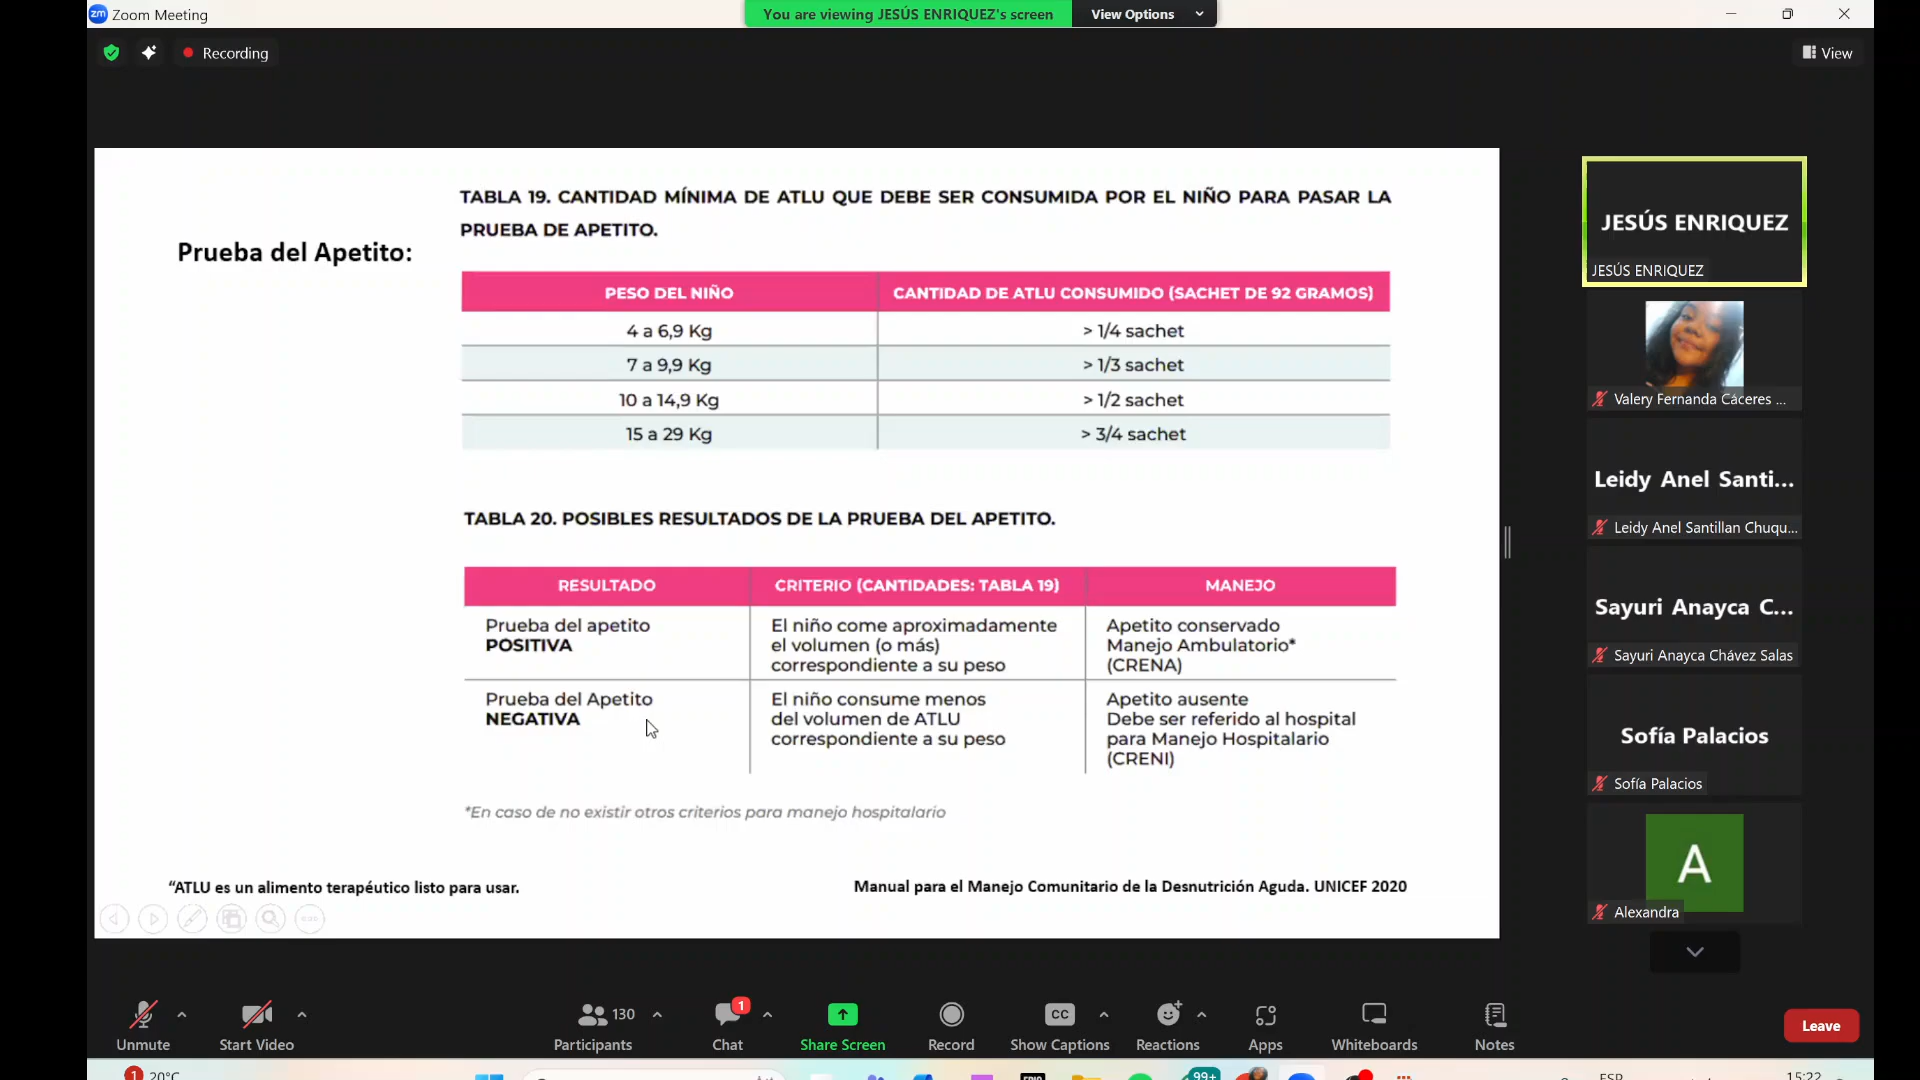 zm Zoom Meeting
You are viewing JESÚS ENRIQUEZ's screen
View Options
Recording
View
Prueba del Apetito:
TABLA 19. CANTIDAD MÍNIMA DE ATLU QUE DEBE SER CONSUMIDA POR EL NIÑO PARA PASAR LA
PRUEBA DE APETITO.
PESO DEL NIÑO CANTIDAD DE ATLU CONSUMIDO (SACHET DE 92 GRAMOS)
4 a 6,9 Kg > 1/4 sachet
7 a 9,9 Kg > 1/3 sachet
10 a 14,9 Kg > 1/2 sachet
15 a 29 Kg > 3/4 sachet
TABLA 20. POSIBLES RESULTADOS DE LA PRUEBA DEL APETITO.
RESULTADO CRITERIO (CANTIDADES: TABLA 19) MANEJO
Prueba del apetito
POSITIVA
El niño come aproximadamente
el volumen (o más)
correspondiente a su peso
Apetito conservado
Manejo Ambulatorio*
(CRENA)
Prueba del Apetito
NEGATIVA
El niño consume menos
del volumen de ATLU
correspondiente a su peso
Apetito ausente
Debe ser referido al hospital
para Manejo Hospitalario
(CRENI)
*En caso de no existir otros criterios para manejo hospitalario
“ATLU es un alimento terapéutico listo para usar.
Manual para el Manejo Comunitario de la Desnutrición Aguda. UNICEF 2020
JESÚS ENRIQUEZ
JESÚS ENRIQUEZ
Valery Fernanda Cáceres ...
Leidy Anel Santi...
Leidy Anel Santillan Chuqu...
Sayuri Anayca C...
Sayuri Anayca Chávez Salas
Sofía Palacios
Sofía Palacios
A
Alexandra
Unmute
Start Video
130
Participants
1
Chat
Share Screen
Record
CC
Show Captions
Reactions
Apps
Whiteboards
Notes
Leave
1 20°C
99+
ESP
15:22